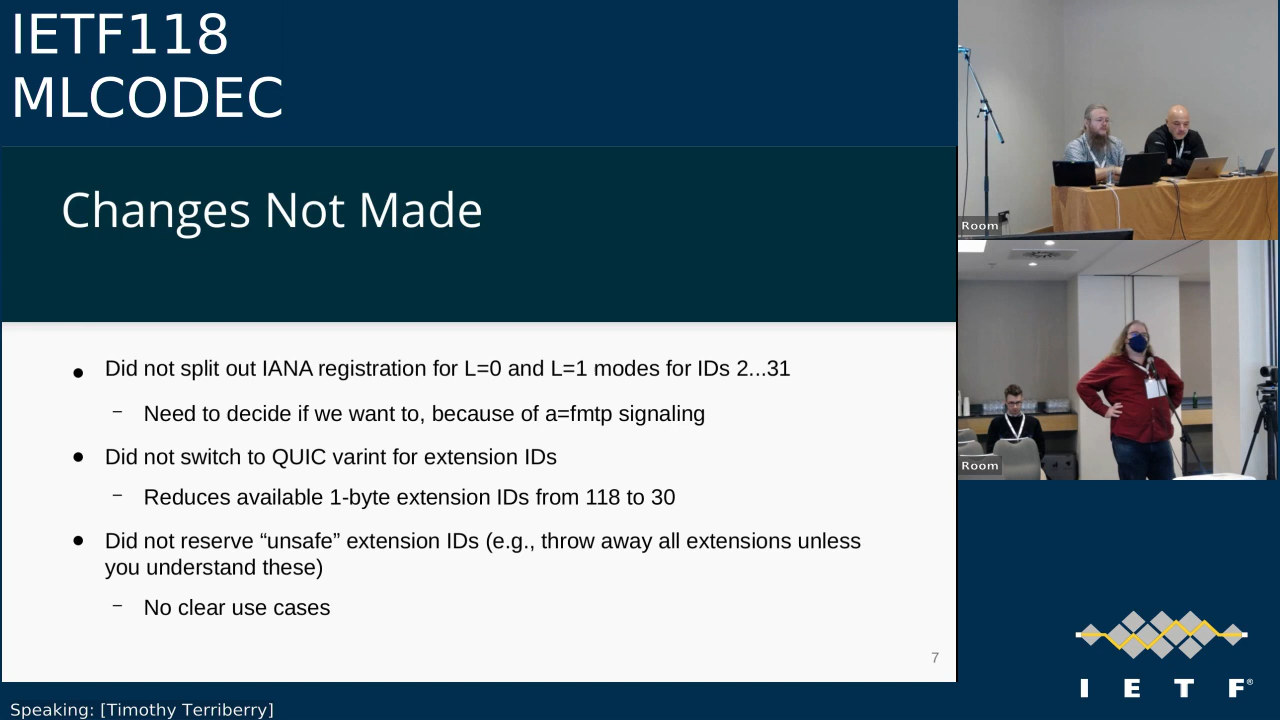 IETF118
MLCODEC
Changes Not Made
● Did not split out IANA registration for L=0 and L=1 modes for IDs 2...31
– Need to decide if we want to, because of a=fmtp signaling
● Did not switch to QUIC varint for extension IDs
– Reduces available 1-byte extension IDs from 118 to 30
● Did not reserve “unsafe” extension IDs (e.g., throw away all extensions unless
you understand these)
– No clear use cases
7
Speaking: [Timothy Terriberry]
Room
Room
I E T F®